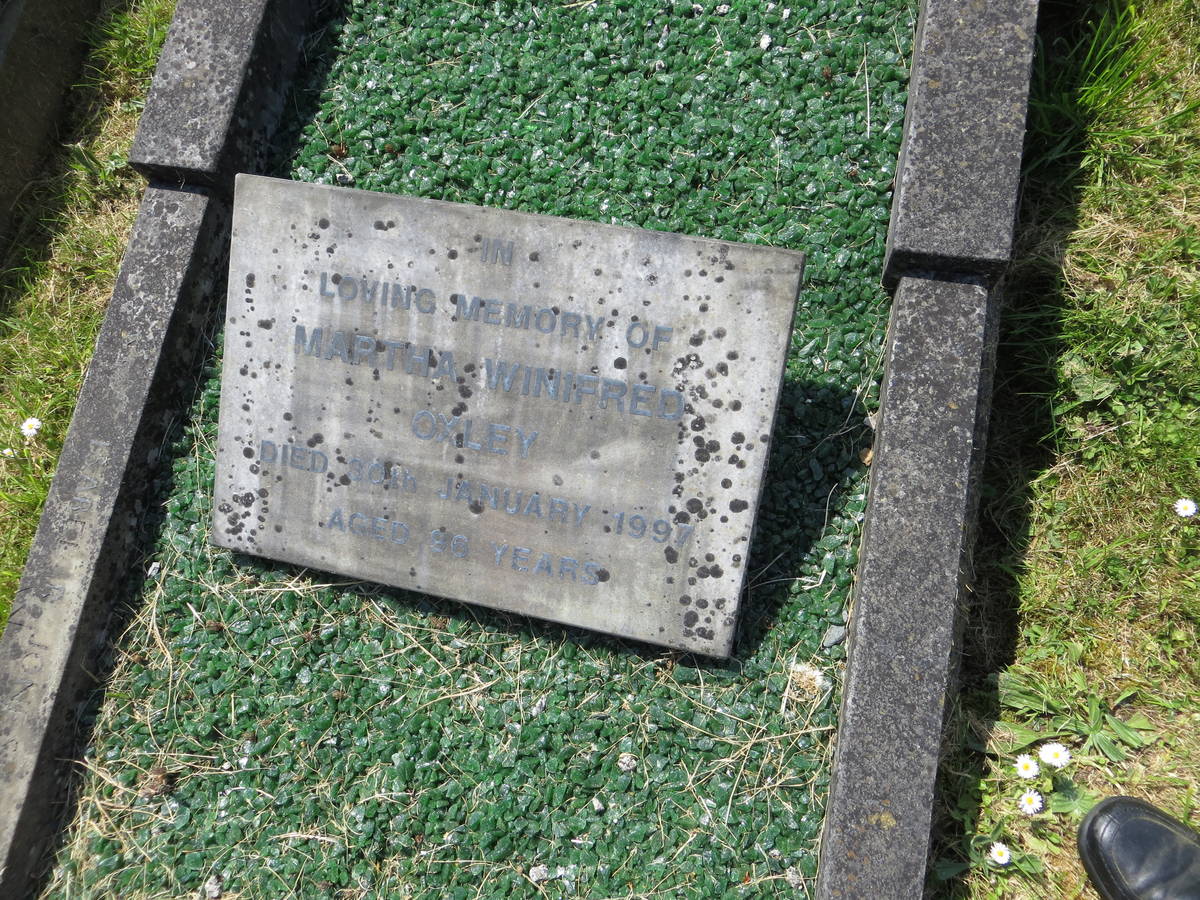 IN
LOVING MEMORY OF
MARTHA WINIFRED
OXLEY
DIED 30th JANUARY 1997
AGED 96 YEARS